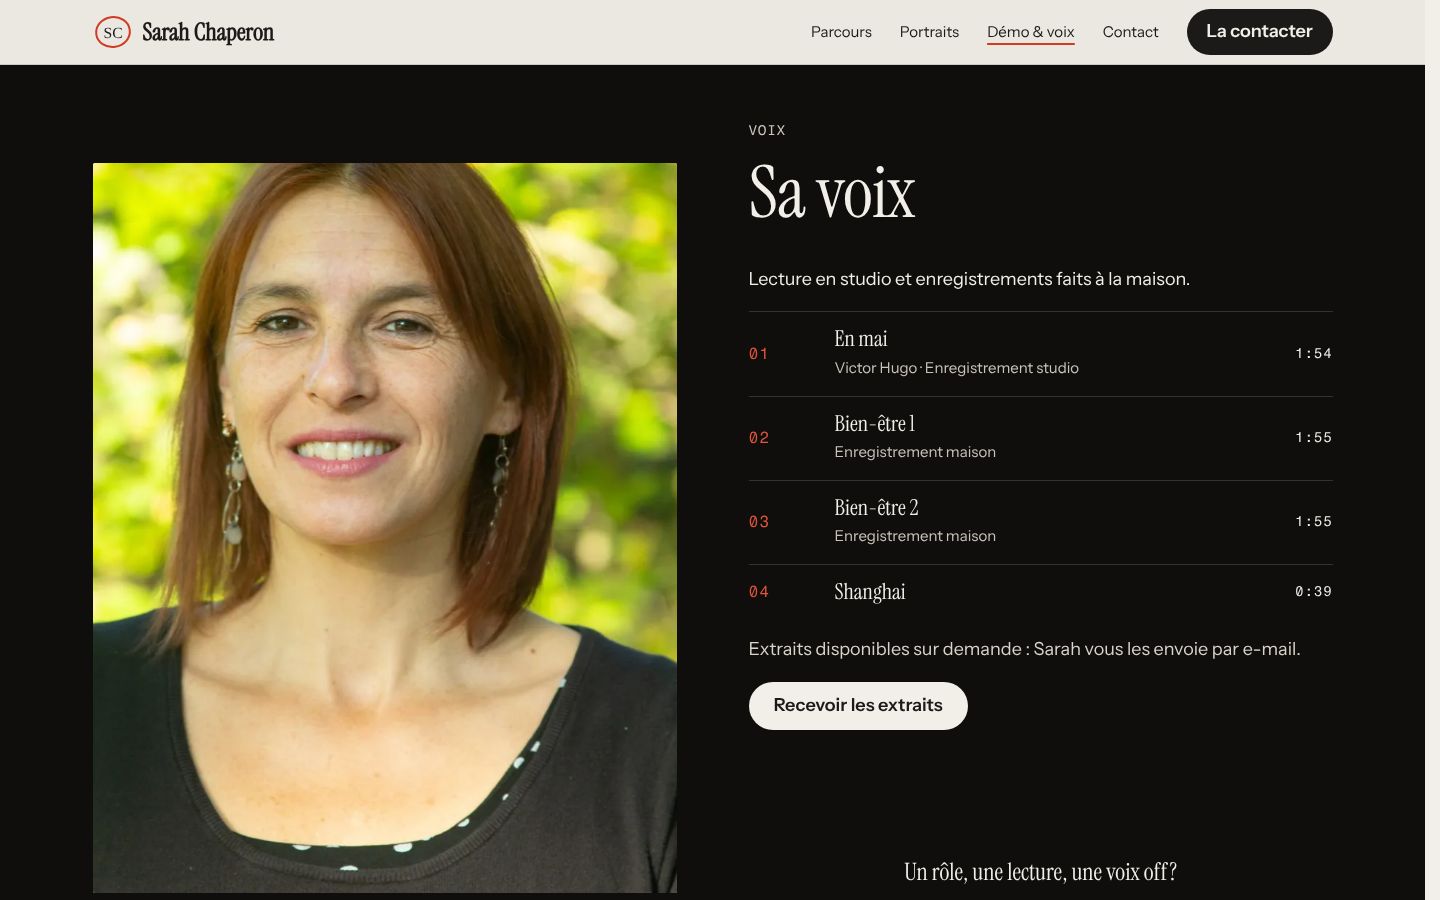 SC Sarah Chaperon
Parcours Portraits Démo & voix Contact La contacter
VOIX
Sa voix
Lecture en studio et enregistrements faits à la maison.
01 En mai 1:54
Victor Hugo · Enregistrement studio
02 Bien-être 1 1:55
Enregistrement maison
03 Bien-être 2 1:55
Enregistrement maison
04 Shanghai 0:39
Extraits disponibles sur demande : Sarah vous les envoie par e-mail.
Recevoir les extraits
Un rôle, une lecture, une voix off ?